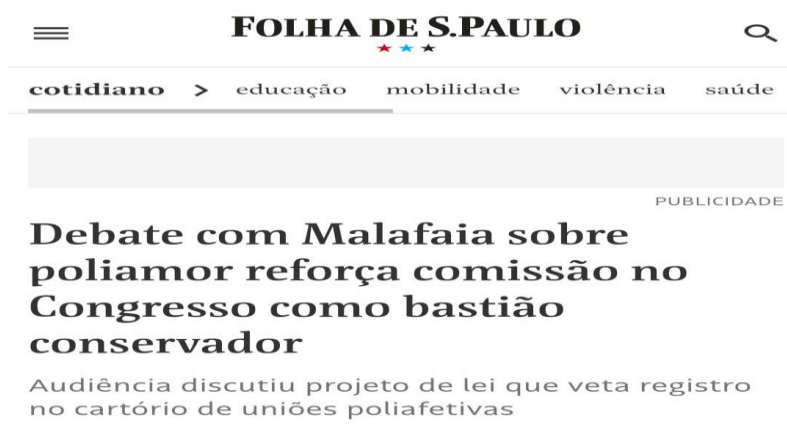 FOLHA DE S.PAULO
cotidiano > educação mobilidade violência saúde
PUBLICIDADE
Debate com Malafaia sobre
poliamor reforça comissão no
Congresso como bastião
conservador
Audiência discutiu projeto de lei que veta registro
no cartório de uniões poliafetivas